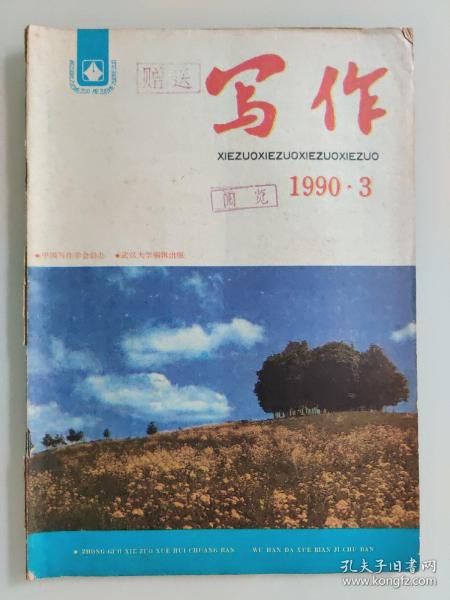 赠送
写作
XIEZUOXIEZUOXIEZUOXIEZUO
1990·3
阅览
●中国写作学会会刊 ●武汉大学编辑出版
● ZHONG GUO XIE ZUO XUE HUI CHUANG BAN WU HAN DA XUE BIAN JI CHU BAN
孔夫子旧书网
www.kongfz.com